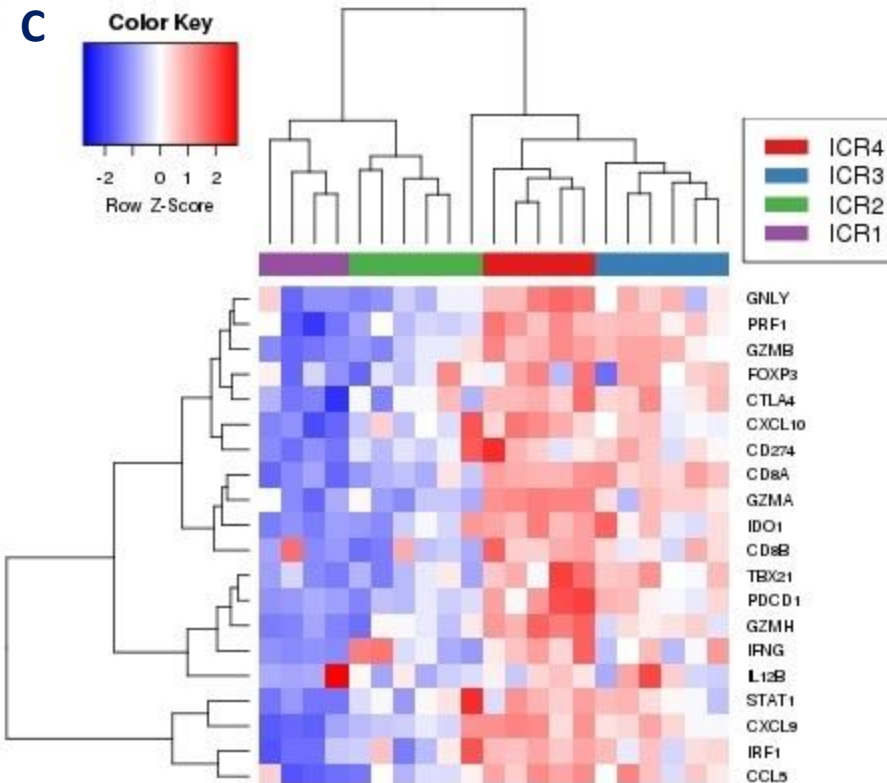 C
Color Key
-2 0 1 2
Row Z-Score
ICR4
ICR3
ICR2
ICR1
GNLY
PRF1
GZMB
FOXP3
CTLA4
CXCL10
CD274
CD8A
GZMA
IDO1
CD8B
TBX21
PDCD1
GZMH
IFNG
IL12B
STAT1
CXCL9
IRF1
CCL5